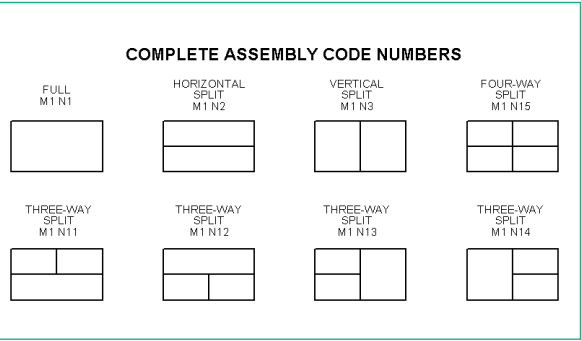 COMPLETE ASSEMBLY CODE NUMBERS
FULL
M1 N1
HORIZONTAL
SPLIT
M1 N2
VERTICAL
SPLIT
M1 N3
FOUR-WAY
SPLIT
M1 N15
THREE-WAY
SPLIT
M1 N11
THREE-WAY
SPLIT
M1 N12
THREE-WAY
SPLIT
M1 N13
THREE-WAY
SPLIT
M1 N14